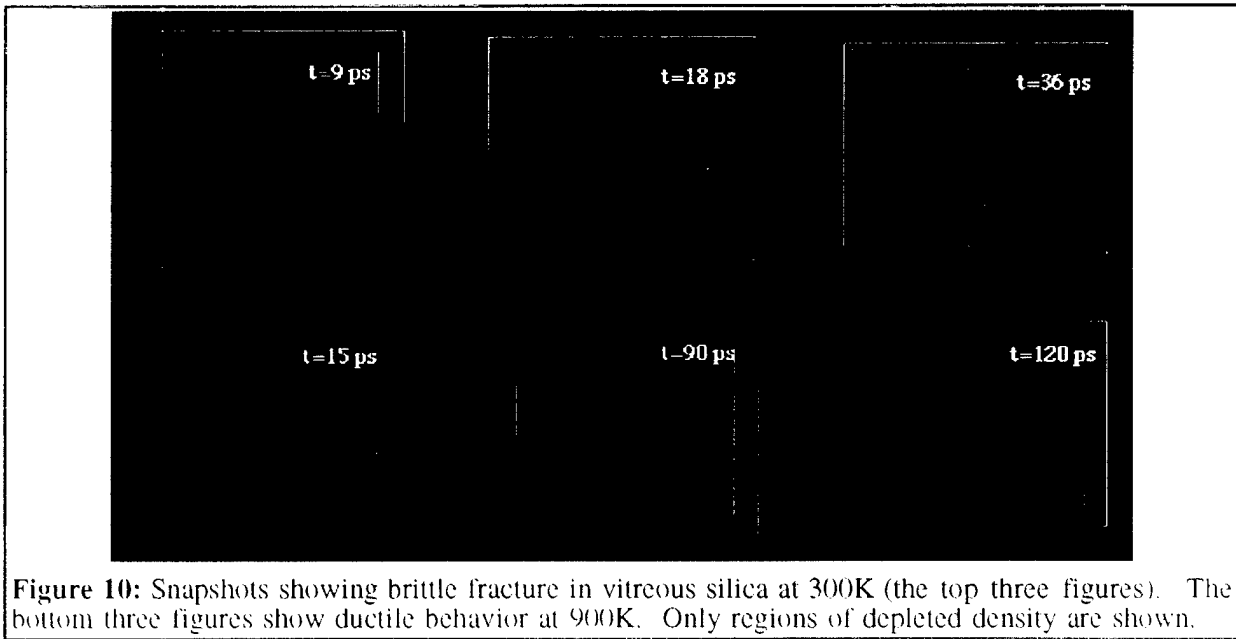 t=9 ps
t=18 ps
t=36 ps
t=15 ps
t=90 ps
t=120 ps
Figure 10: Snapshots showing brittle fracture in vitreous silica at 300K (the top three figures). The
bottom three figures show ductile behavior at 900K. Only regions of depleted density are shown.